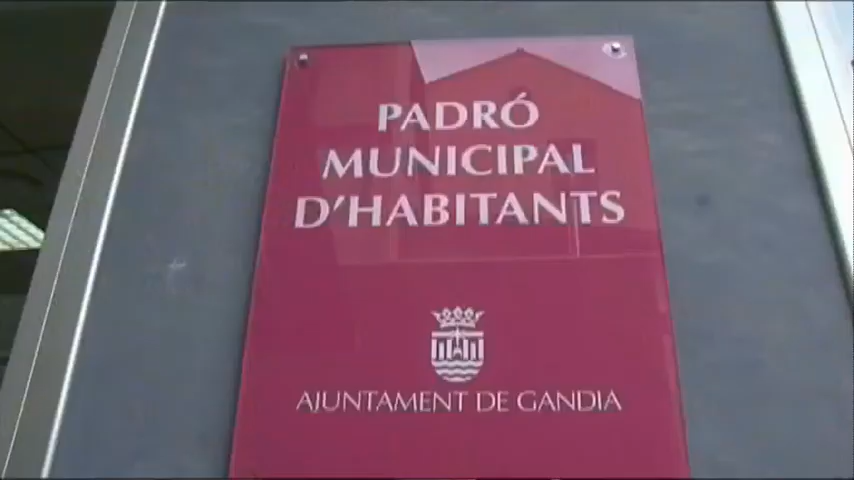 PADRÓ
MUNICIPAL
D'HABITANTS
AJUNTAMENT DE GANDIA